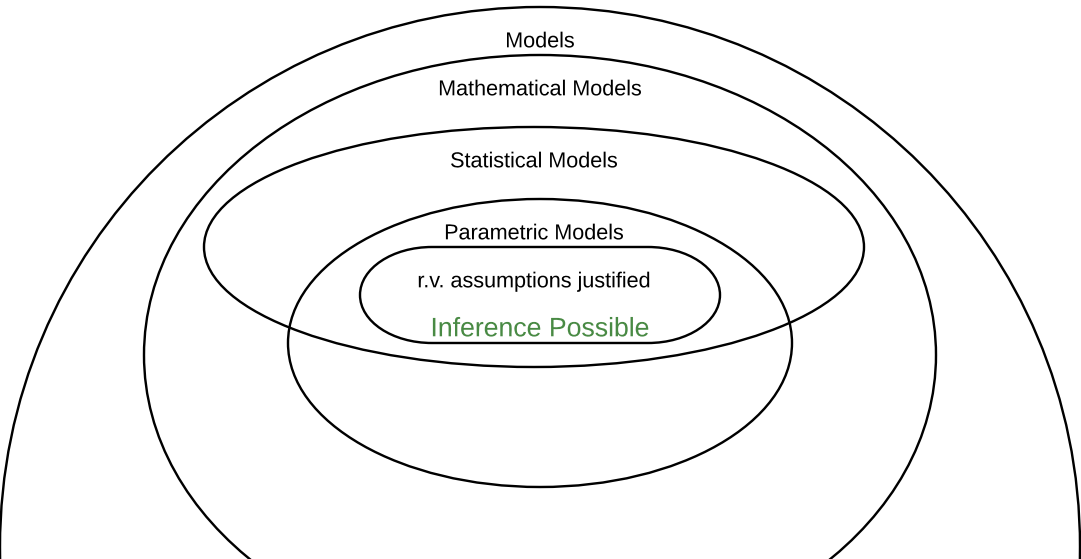 Models
Mathematical Models
Statistical Models
Parametric Models
r.v. assumptions justified
Inference Possible